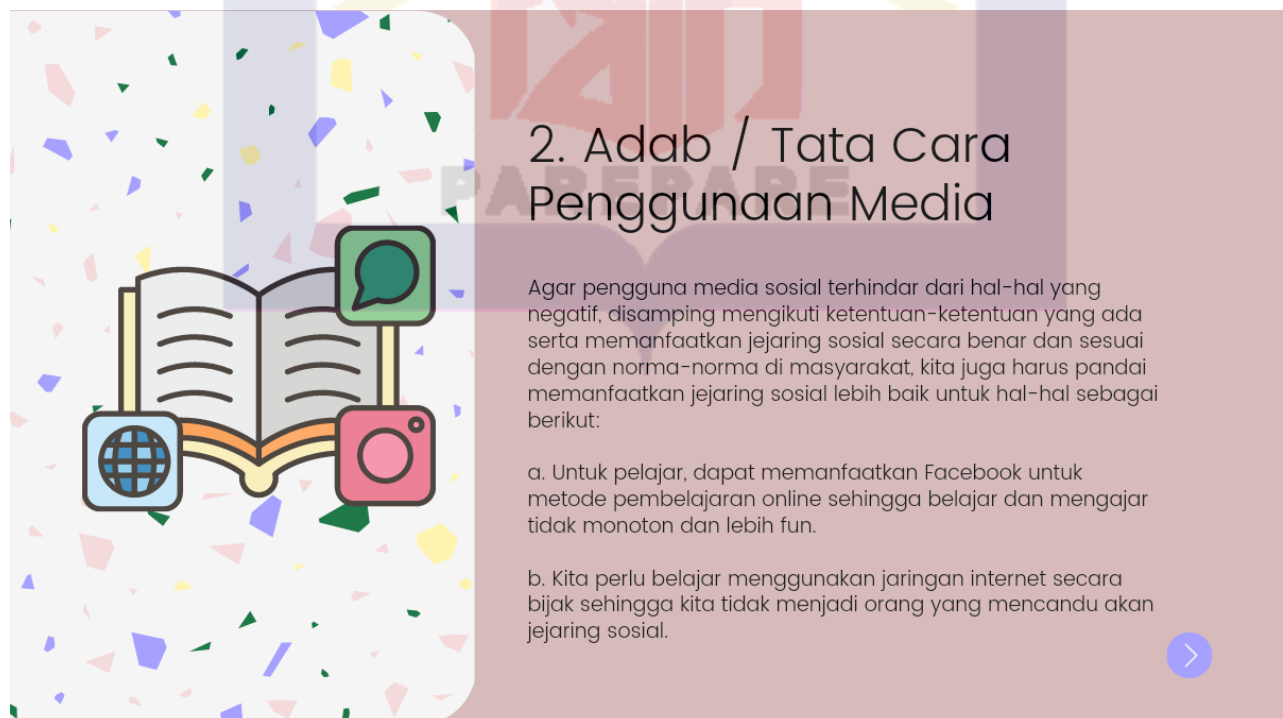 2. Adab / Tata Cara
Penggunaan Media
PAREPARE
Agar pengguna media sosial terhindar dari hal-hal yang
negatif, disamping mengikuti ketentuan-ketentuan yang ada
serta memanfaatkan jejaring sosial secara benar dan sesuai
dengan norma-norma di masyarakat, kita juga harus pandai
memanfaatkan jejaring sosial lebih baik untuk hal-hal sebagai
berikut:
a. Untuk pelajar, dapat memanfaatkan Facebook untuk
metode pembelajaran online sehingga belajar dan mengajar
tidak monoton dan lebih fun.
b. Kita perlu belajar menggunakan jaringan internet secara
bijak sehingga kita tidak menjadi orang yang mencandu akan
jejaring sosial.